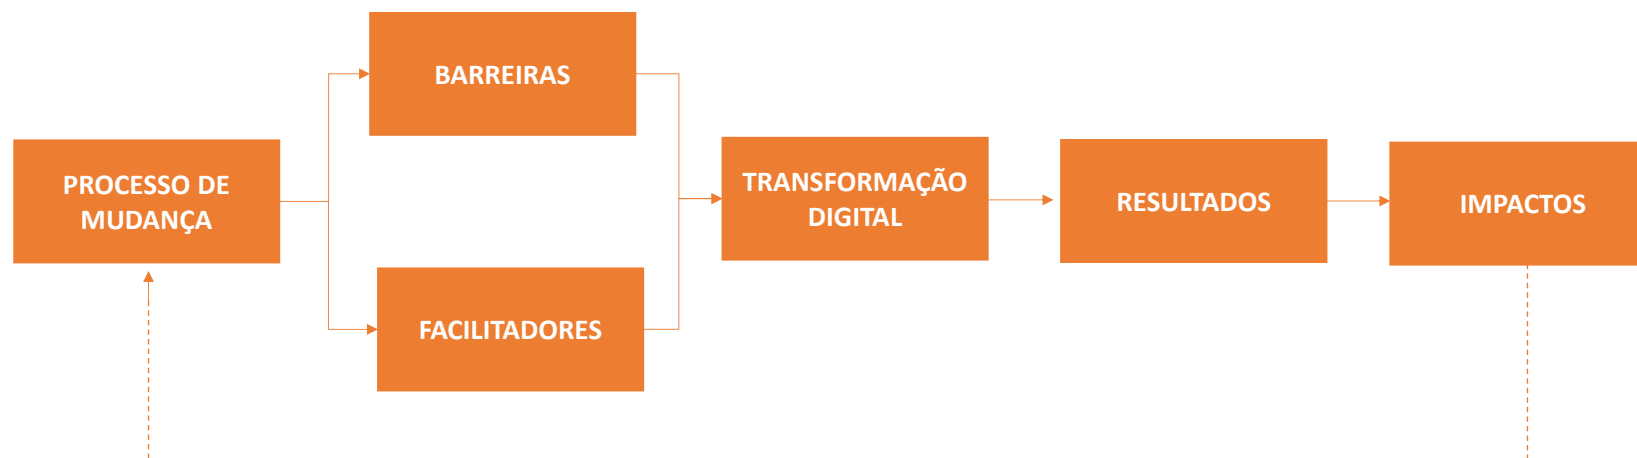 BARREIRAS
PROCESSO DE
MUDANÇA
FACILITADORES
TRANSFORMAÇÃO
DIGITAL
RESULTADOS
IMPACTOS